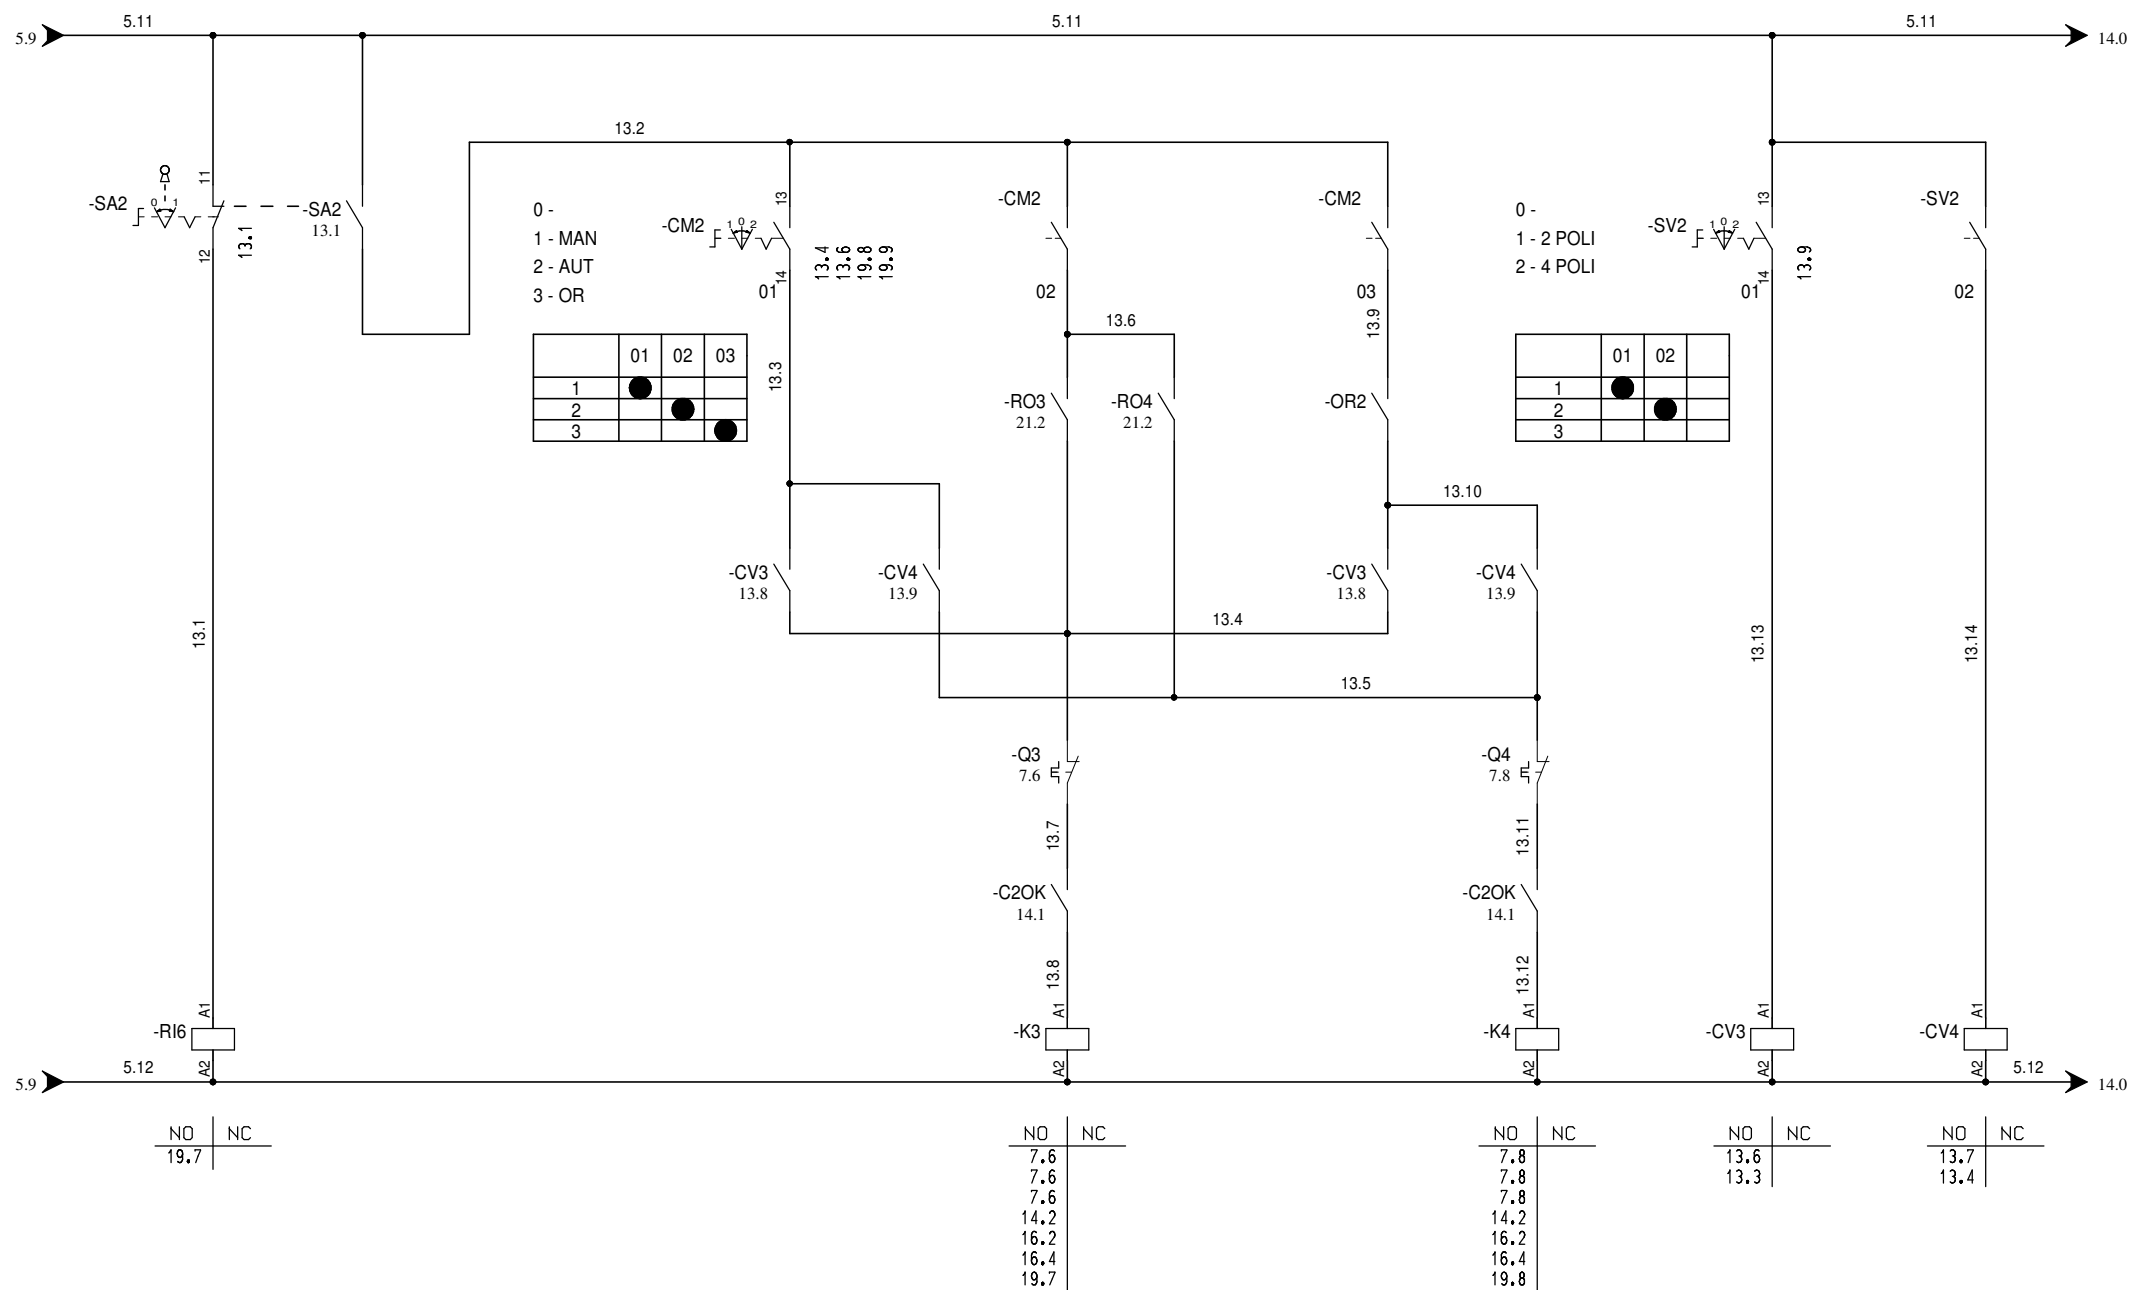 5.11 5.11 5.11
5.9 14.0
13.2
11
-SA2 0 1
12
13.1
-SA2
13.1
0 -
1 - MAN
2 - AUT
3 - OR
-CM2 1 0 2
13
14
01
13.4
13.6
19.8
19.9
-CM2
02
-CM2
03
0 -
1 - 2 POLI
2 - 4 POLI
-SV2 1 0 2
13
14
01
13.9
-SV2
02
01 02 03
1
2
3
13.3
13.6
13.9
01 02
1
2
3
-RO3
21.2
-RO4
21.2
-OR2
13.10
-CV3
13.8
-CV4
13.9
-CV3
13.8
-CV4
13.9
13.1
13.4
13.13
13.14
13.5
-Q3
7.6
-Q4
7.8
13.7
13.11
-C2OK
14.1
-C2OK
14.1
13.8
13.12
A1 A1 A1 A1 A1
-RI6 -K3 -K4 -CV3 -CV4
A2 A2 A2 A2 A2
5.12 5.12
5.9 14.0
NO NC NO NC NO NC NO NC NO NC
19.7 7.6 7.8 13.6 13.7
7.6 7.8 13.3 13.4
7.6 7.8
14.2 14.2
16.2 16.2
16.4 16.4
19.7 19.8